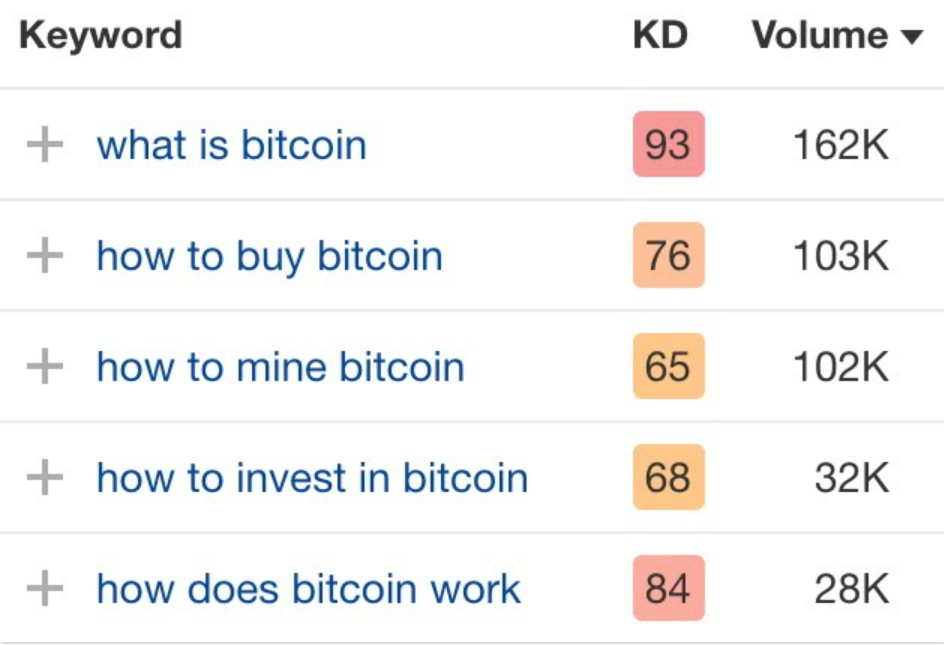 Keyword KD Volume ▼
+ what is bitcoin 93 162K
+ how to buy bitcoin 76 103K
+ how to mine bitcoin 65 102K
+ how to invest in bitcoin 68 32K
+ how does bitcoin work 84 28K